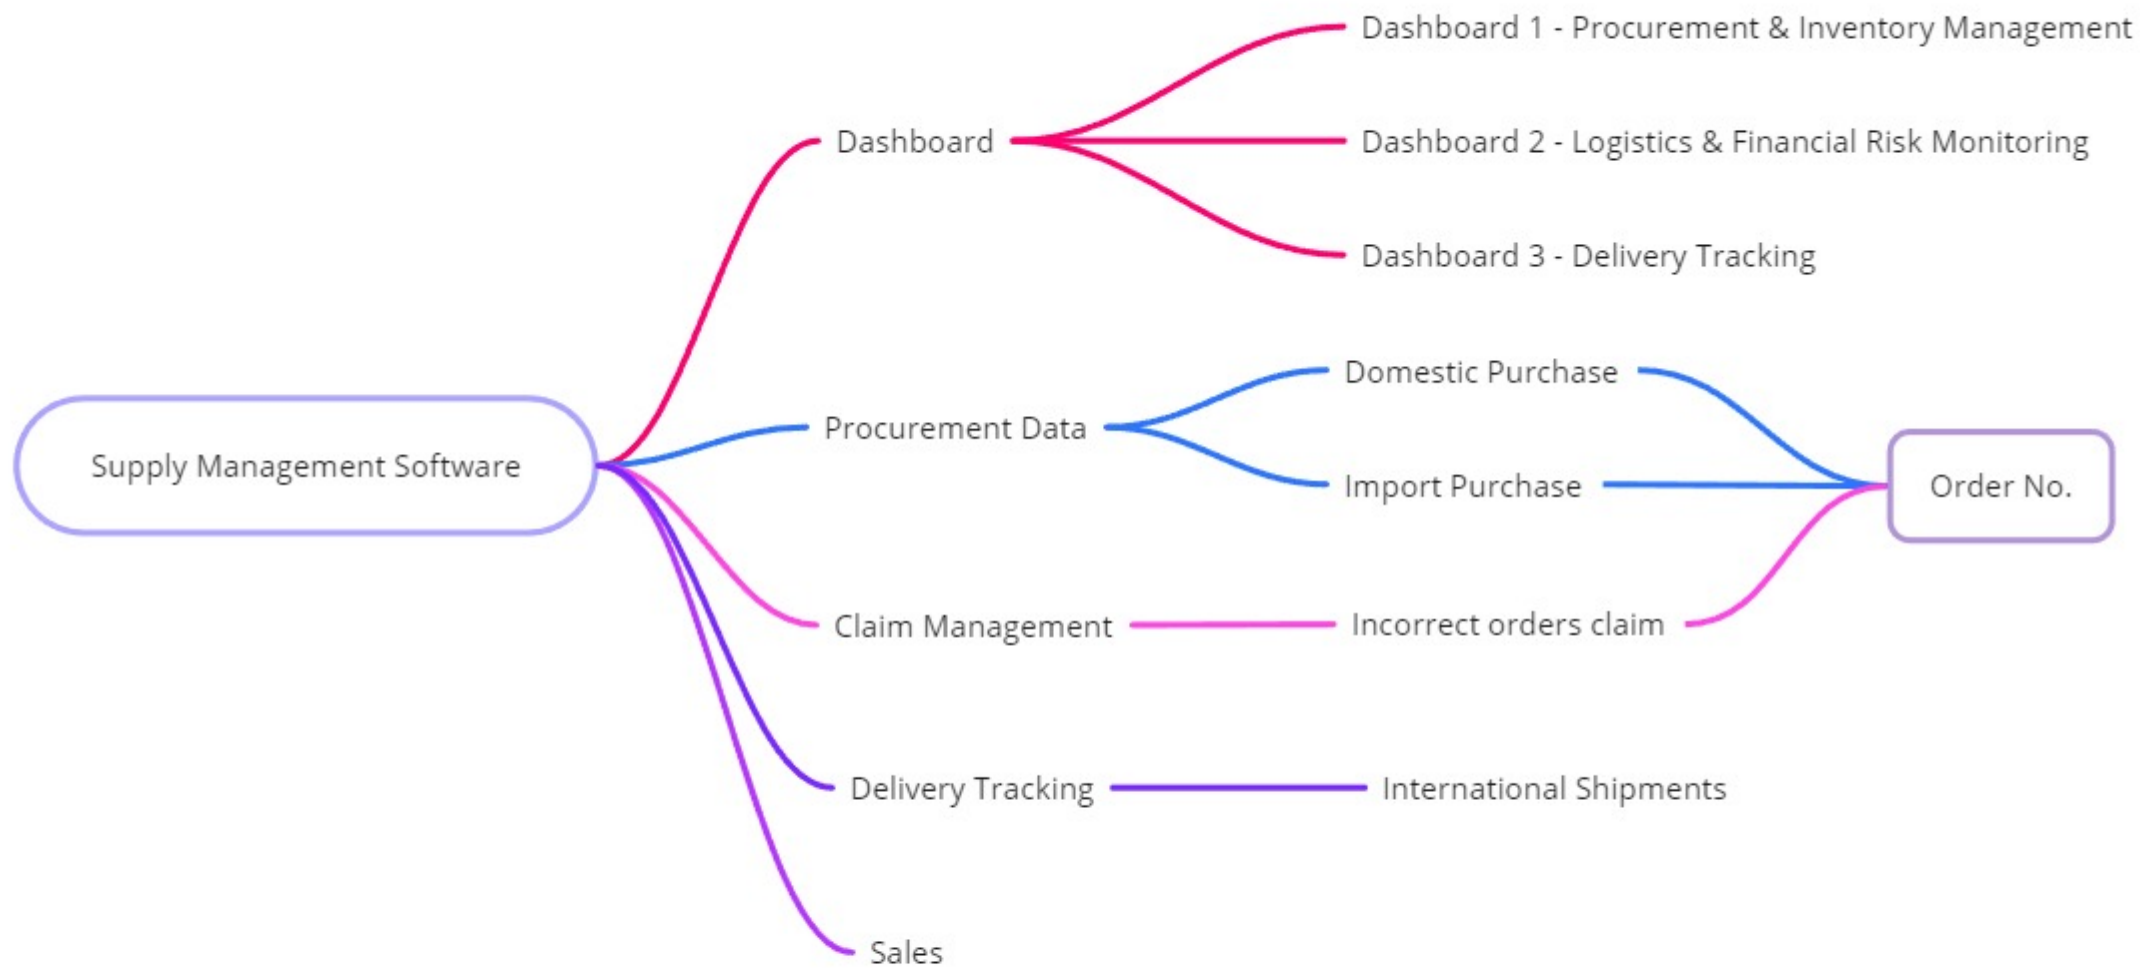 Supply Management Software
Dashboard
Dashboard 1 - Procurement & Inventory Management
Dashboard 2 - Logistics & Financial Risk Monitoring
Dashboard 3 - Delivery Tracking
Procurement Data
Domestic Purchase
Import Purchase
Order No.
Claim Management
Incorrect orders claim
Delivery Tracking
International Shipments
Sales